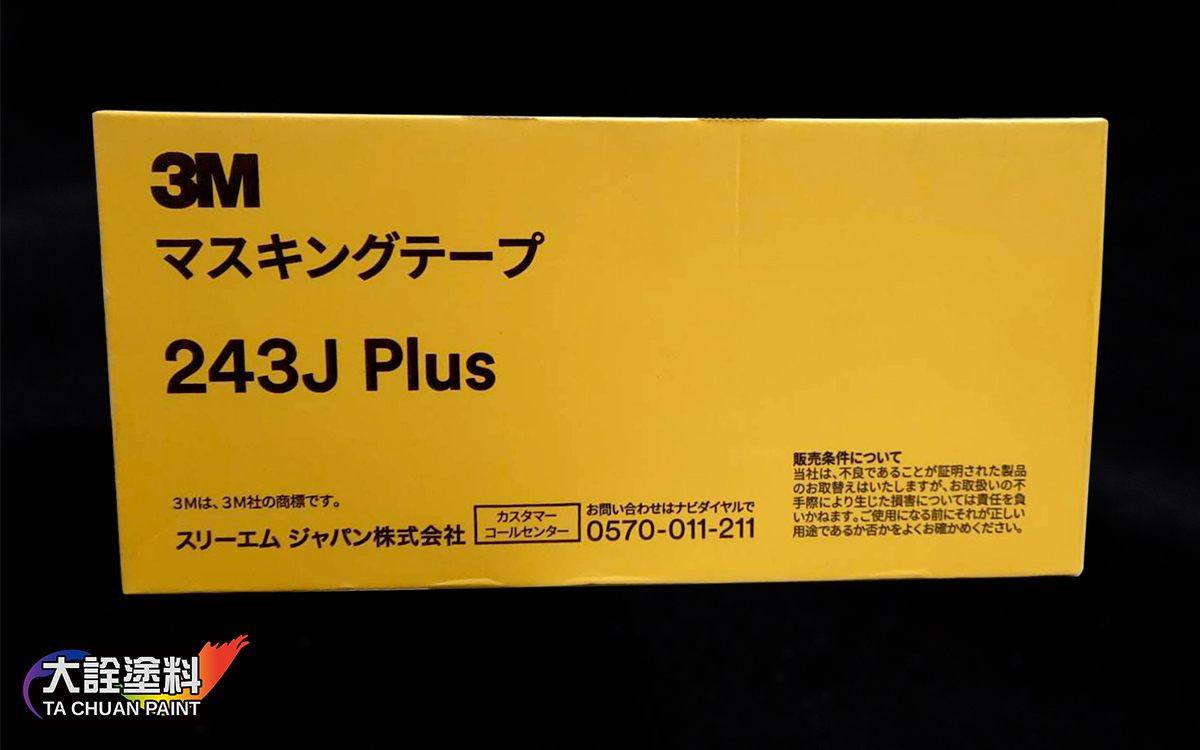 3M
マスキングテープ
243J Plus
3Mは、3M社の商標です。
スリーエム ジャパン株式会社
カスタマー
コールセンター
お問い合わせはナビダイヤルで
0570-011-211
販売条件について
当社は、不良であることが証明された製品
のお取替えはいたしますが、お取扱いの不
手際により生じた損害については責任を負
いかねます。ご使用になる前にそれが正しい
用途であるか否かをよくお確かめください。
大詮塗料
TA CHUAN PAINT